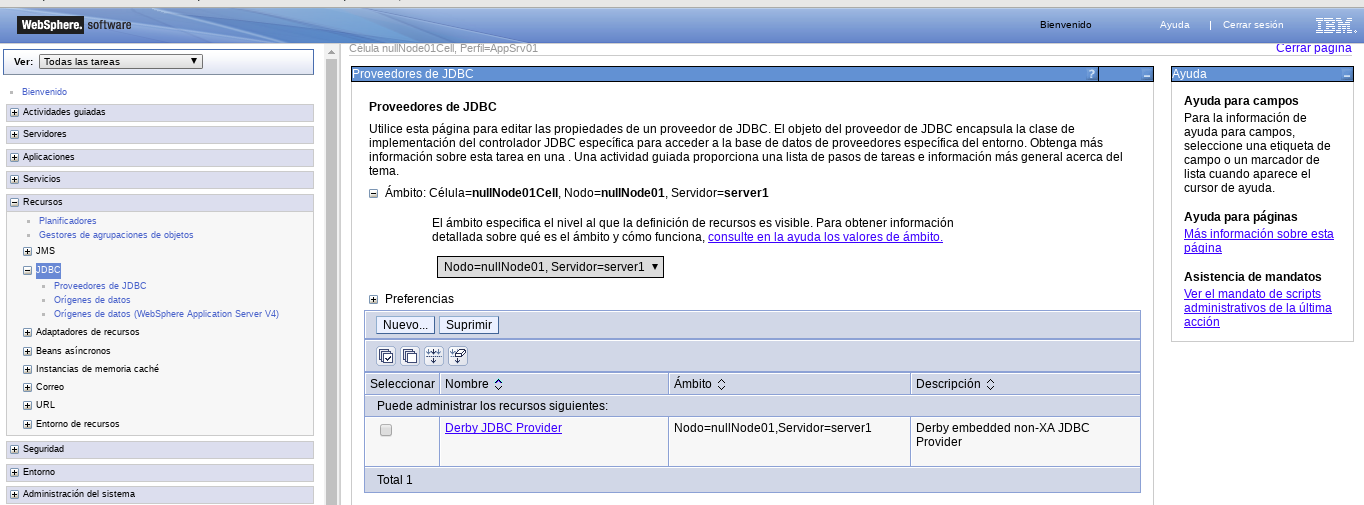 WebSphere. software
Bienvenido
Ayuda | Cerrar sesión
IBM.
Ver: Todas las tareas
Bienvenido
Actividades guiadas
Servidores
Aplicaciones
Servicios
Recursos
Planificadores
Gestores de agrupaciones de objetos
JMS
JDBC
Proveedores de JDBC
Orígenes de datos
Orígenes de datos (WebSphere Application Server V4)
Adaptadores de recursos
Beans asíncronos
Instancias de memoria caché
Correo
URL
Entorno de recursos
Seguridad
Entorno
Administración del sistema
Célula nullNode01Cell, Perfil=AppSrv01
Cerrar página
Proveedores de JDBC ?
Proveedores de JDBC
Utilice esta página para editar las propiedades de un proveedor de JDBC. El objeto del proveedor de JDBC encapsula la clase de
implementación del controlador JDBC específica para acceder a la base de datos de proveedores específica del entorno. Obtenga más
información sobre esta tarea en una . Una actividad guiada proporciona una lista de pasos de tareas e información más general acerca del
tema.
Ámbito: Célula=nullNode01Cell, Nodo=nullNode01, Servidor=server1
El ámbito especifica el nivel al que la definición de recursos es visible. Para obtener información
detallada sobre qué es el ámbito y cómo funciona, consulte en la ayuda los valores de ámbito.
Nodo=nullNode01, Servidor=server1
Preferencias
Nuevo... Suprimir
Seleccionar Nombre Ámbito Descripción
Puede administrar los recursos siguientes:
Derby JDBC Provider Nodo=nullNode01,Servidor=server1 Derby embedded non-XA JDBC
Provider
Total 1
Ayuda
Ayuda para campos
Para la información de
ayuda para campos,
seleccione una etiqueta de
campo o un marcador de
lista cuando aparece el
cursor de ayuda.
Ayuda para páginas
Más información sobre esta
página
Asistencia de mandatos
Ver el mandato de scripts
administrativos de la última
acción